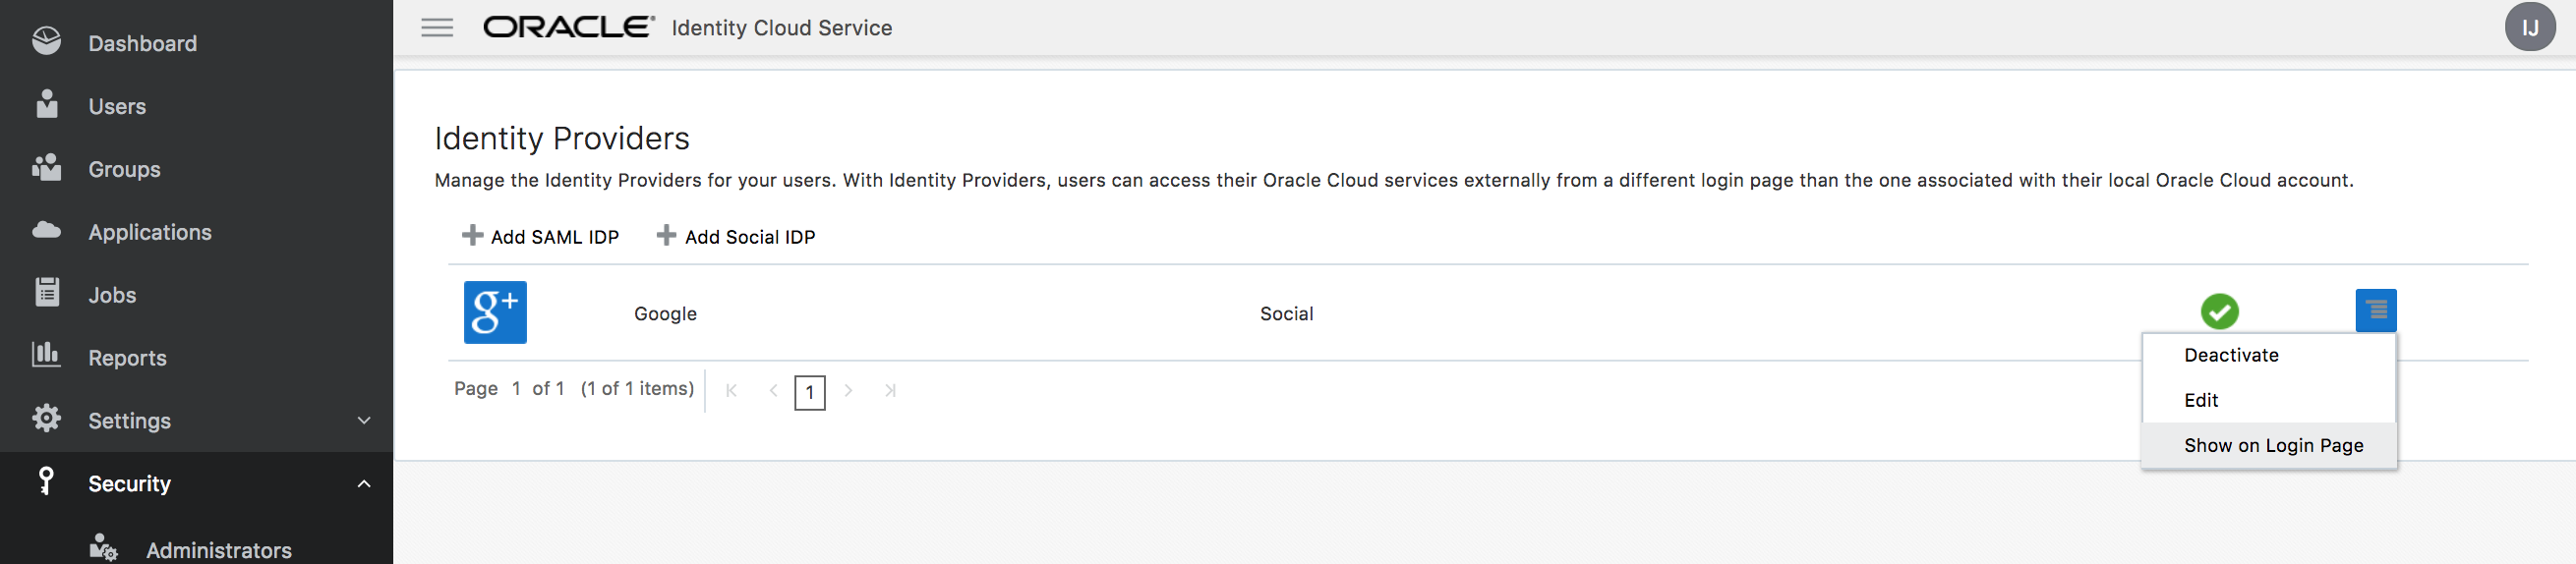 Dashboard
Users
Groups
Applications
Jobs
Reports
Settings
Security
Administrators
ORACLE® Identity Cloud Service
IJ
Identity Providers
Manage the Identity Providers for your users. With Identity Providers, users can access their Oracle Cloud services externally from a different login page than the one associated with their local Oracle Cloud account.
Add SAML IDP Add Social IDP
g+ Google Social
Deactivate
Edit
Show on Login Page
Page 1 of 1 (1 of 1 items) 1